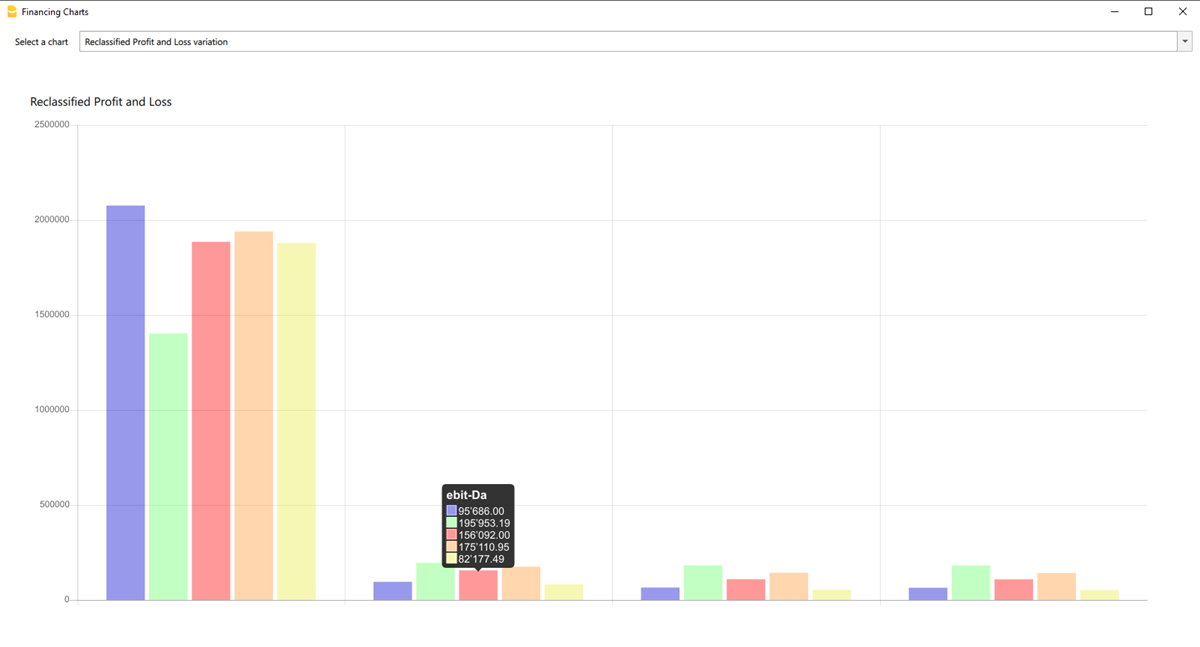 Financing Charts
Select a chart
Reclassified Profit and Loss variation
Reclassified Profit and Loss
2500000
2000000
1500000
1000000
500000
0
ebit-Da
95'686.00
195'953.19
156'092.00
175'110.95
82'177.49